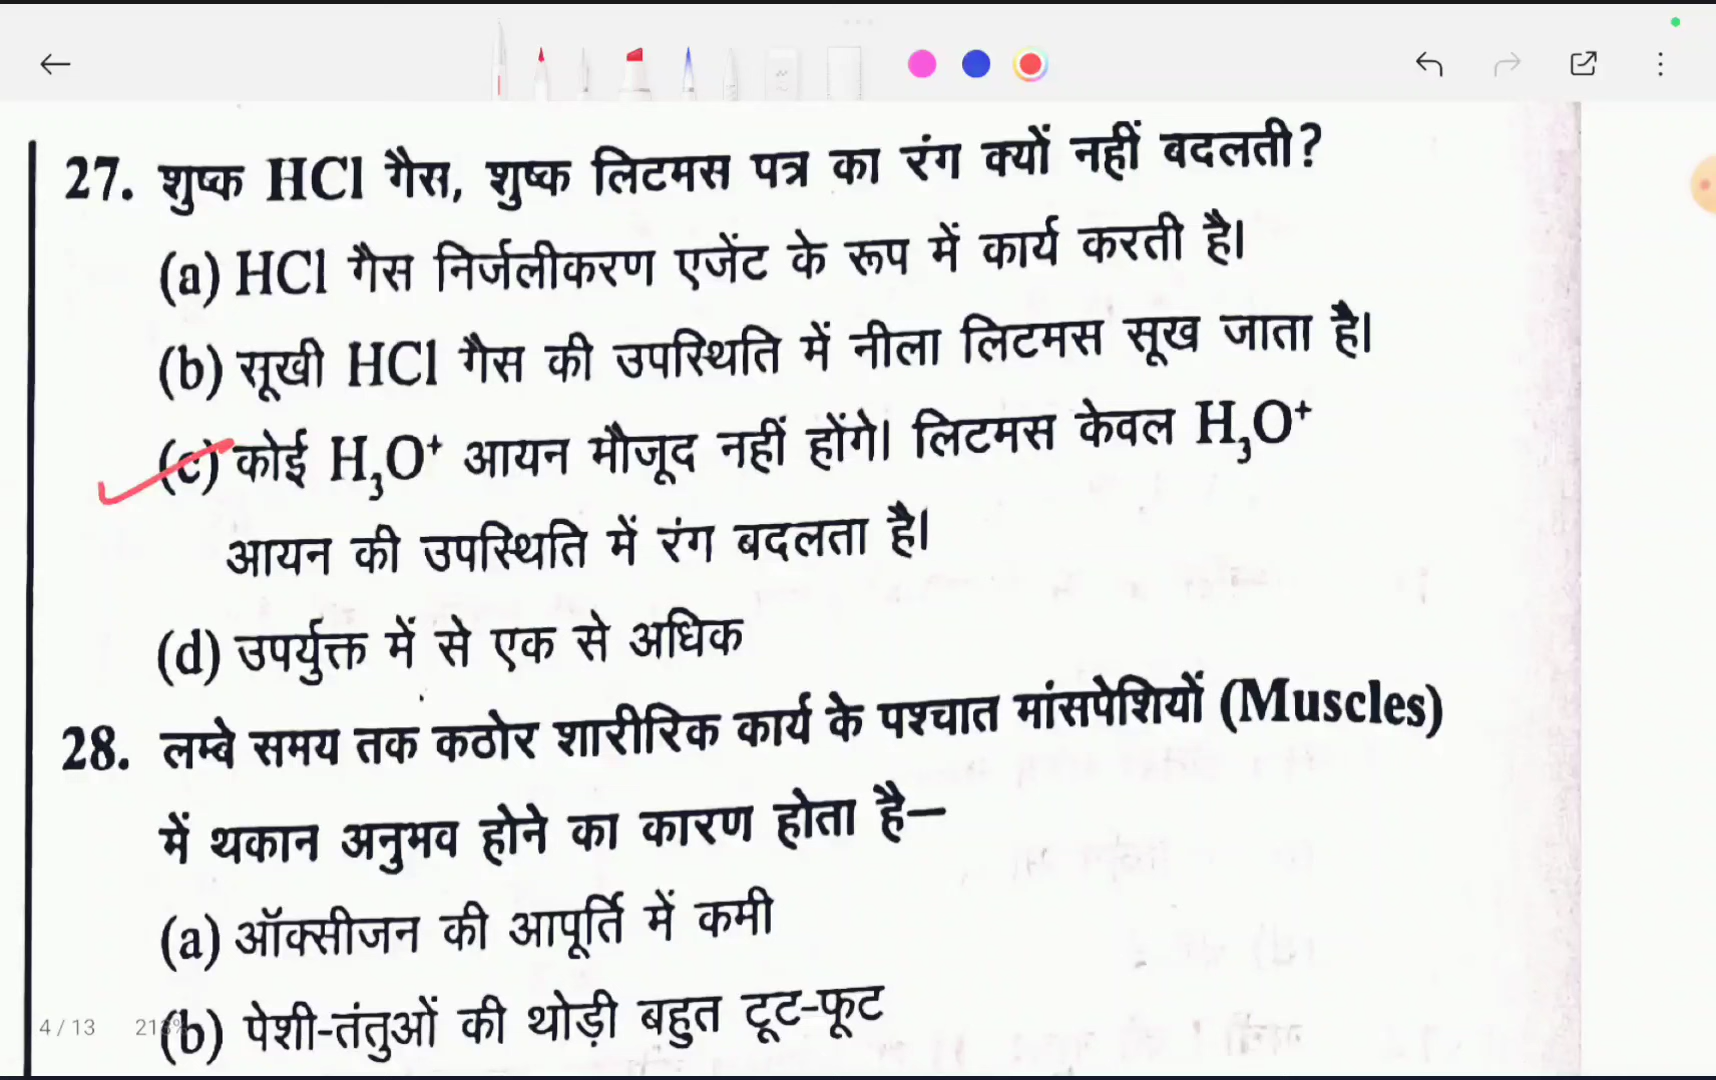 27. शुष्क HCl गैस, शुष्क लिटमस पत्र का रंग क्यों नहीं बदलती?
(a) HCl गैस निर्जलीकरण एजेंट के रूप में कार्य करती है।
(b) सूखी HCl गैस की उपस्थिति में नीला लिटमस सूख जाता है।
(c) कोई H₃O⁺ आयन मौजूद नहीं होंगे। लिटमस केवल H₃O⁺
आयन की उपस्थिति में रंग बदलता है।
(d) उपर्युक्त में से एक से अधिक
28. लम्बे समय तक कठोर शारीरिक कार्य के पश्चात मांसपेशियों (Muscles)
में थकान अनुभव होने का कारण होता है–
(a) ऑक्सीजन की आपूर्ति में कमी
(b) पेशी-तंतुओं की थोड़ी बहुत टूट-फूट
4 / 13